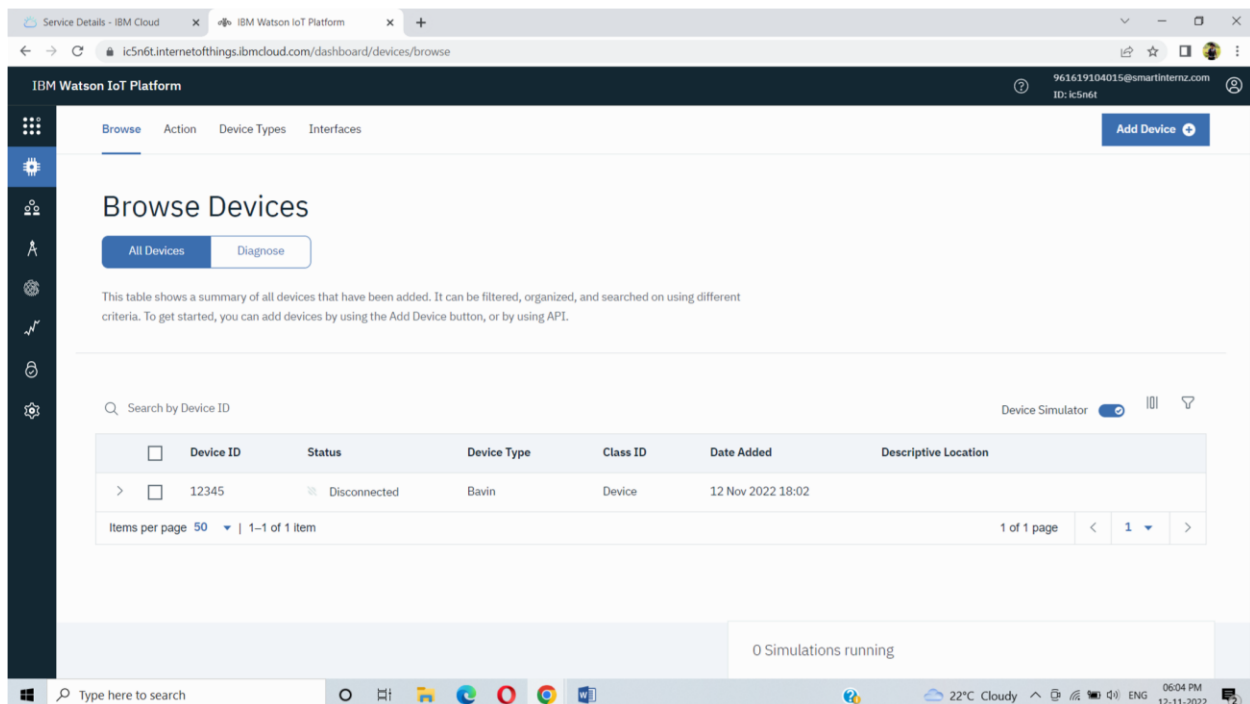 Service Details - IBM Cloud
IBM Watson IoT Platform
ic5n6t.internetofthings.ibmcloud.com/dashboard/devices/browse
IBM Watson IoT Platform
961619104015@smartinternz.com
ID: ic5n6t
Browse Action Device Types Interfaces
Add Device
Browse Devices
All Devices Diagnose
This table shows a summary of all devices that have been added. It can be filtered, organized, and searched on using different
criteria. To get started, you can add devices by using the Add Device button, or by using API.
Search by Device ID
Device Simulator
Device ID Status Device Type Class ID Date Added Descriptive Location
12345 Disconnected Bavin Device 12 Nov 2022 18:02
Items per page 50 | 1–1 of 1 item
1 of 1 page < 1 >
0 Simulations running
Type here to search
22°C Cloudy
ENG
06:04 PM
12-11-2022
2